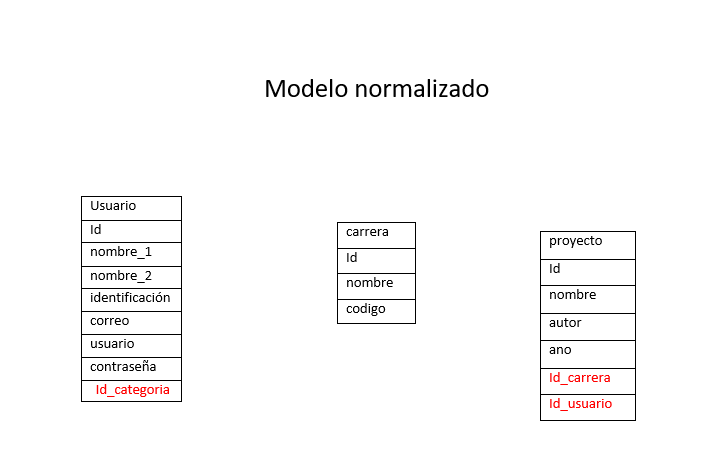 Modelo normalizado
Usuario
Id
nombre_1
nombre_2
identificación
correo
usuario
contraseña
Id_categoria
carrera
Id
nombre
codigo
proyecto
Id
nombre
autor
ano
Id_carrera
Id_usuario